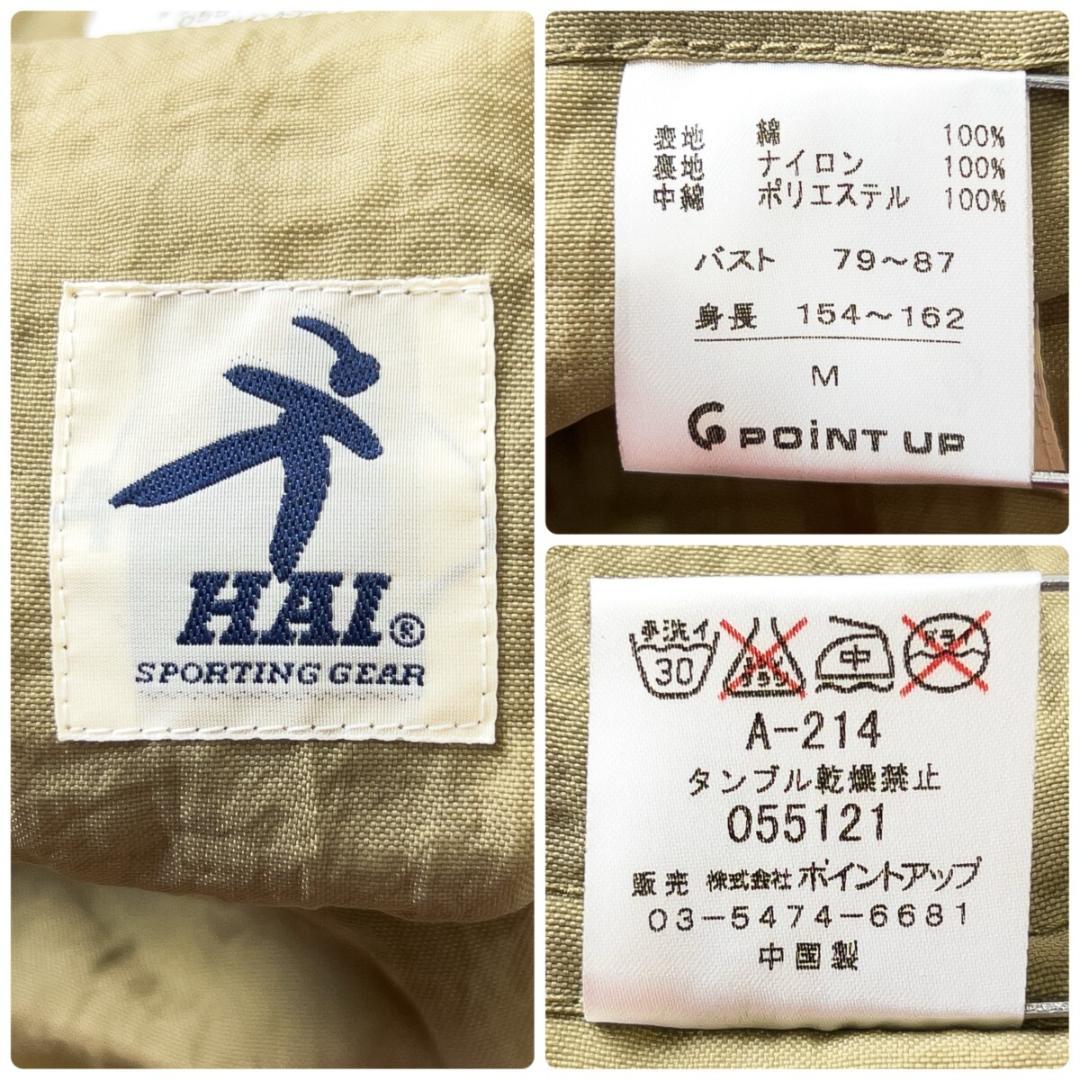 HAI®
SPORTING GEAR
表地 綿 100%
裏地 ナイロン 100%
中綿 ポリエステル 100%
バスト 79～87
身長 154～162
M
POiNT UP
手洗イ
30
中
ドライ
A-214
タンブル乾燥禁止
055121
販売 株式会社ポイントアップ
03-5474-6681
中国製